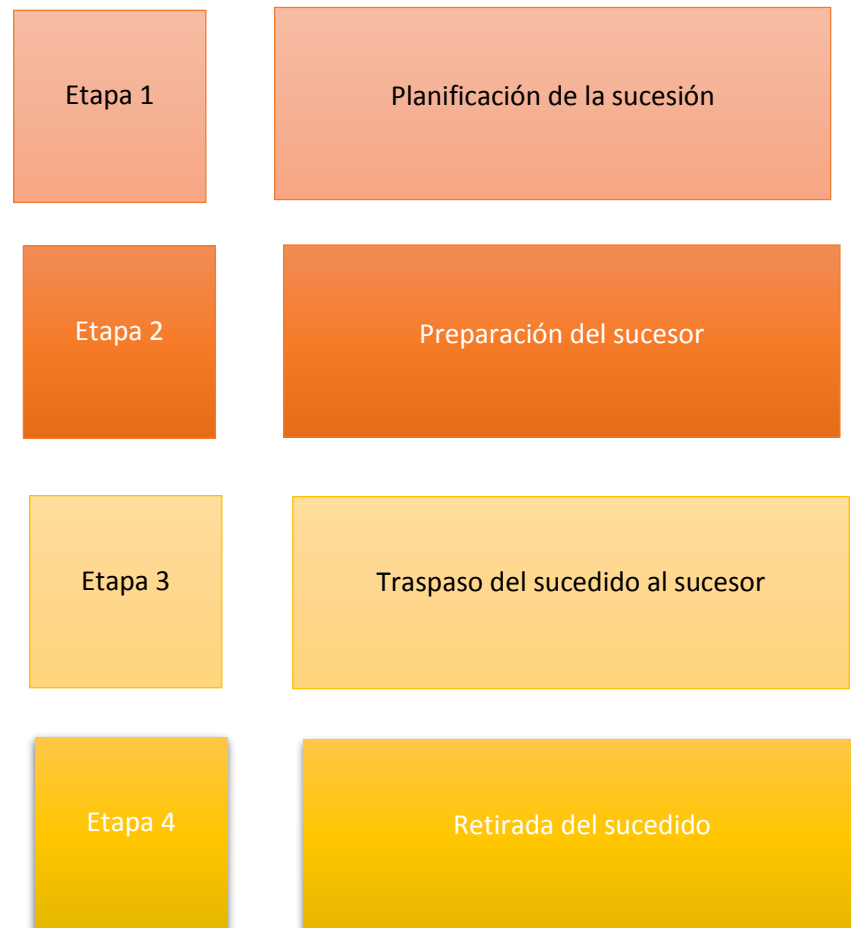 Etapa 1
Planificación de la sucesión
Etapa 2
Preparación del sucesor
Etapa 3
Traspaso del sucedido al sucesor
Etapa 4
Retirada del sucedido